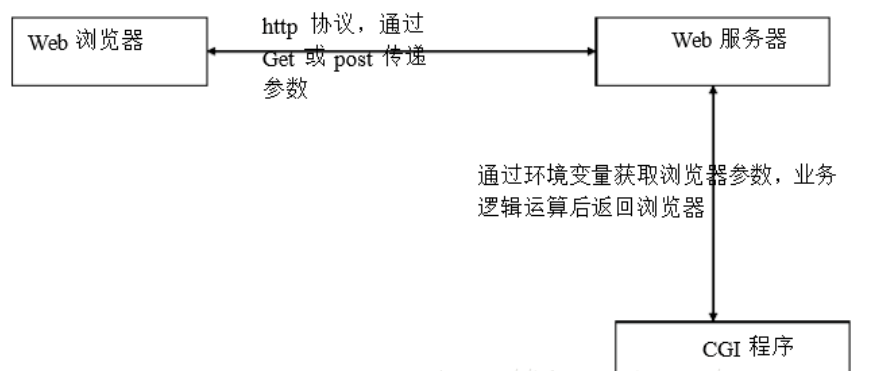 Web 浏览器
http 协议，通过
Get 或 post 传递
参数
Web 服务器
通过环境变量获取浏览器参数，业务
逻辑运算后返回浏览器
CGI 程序